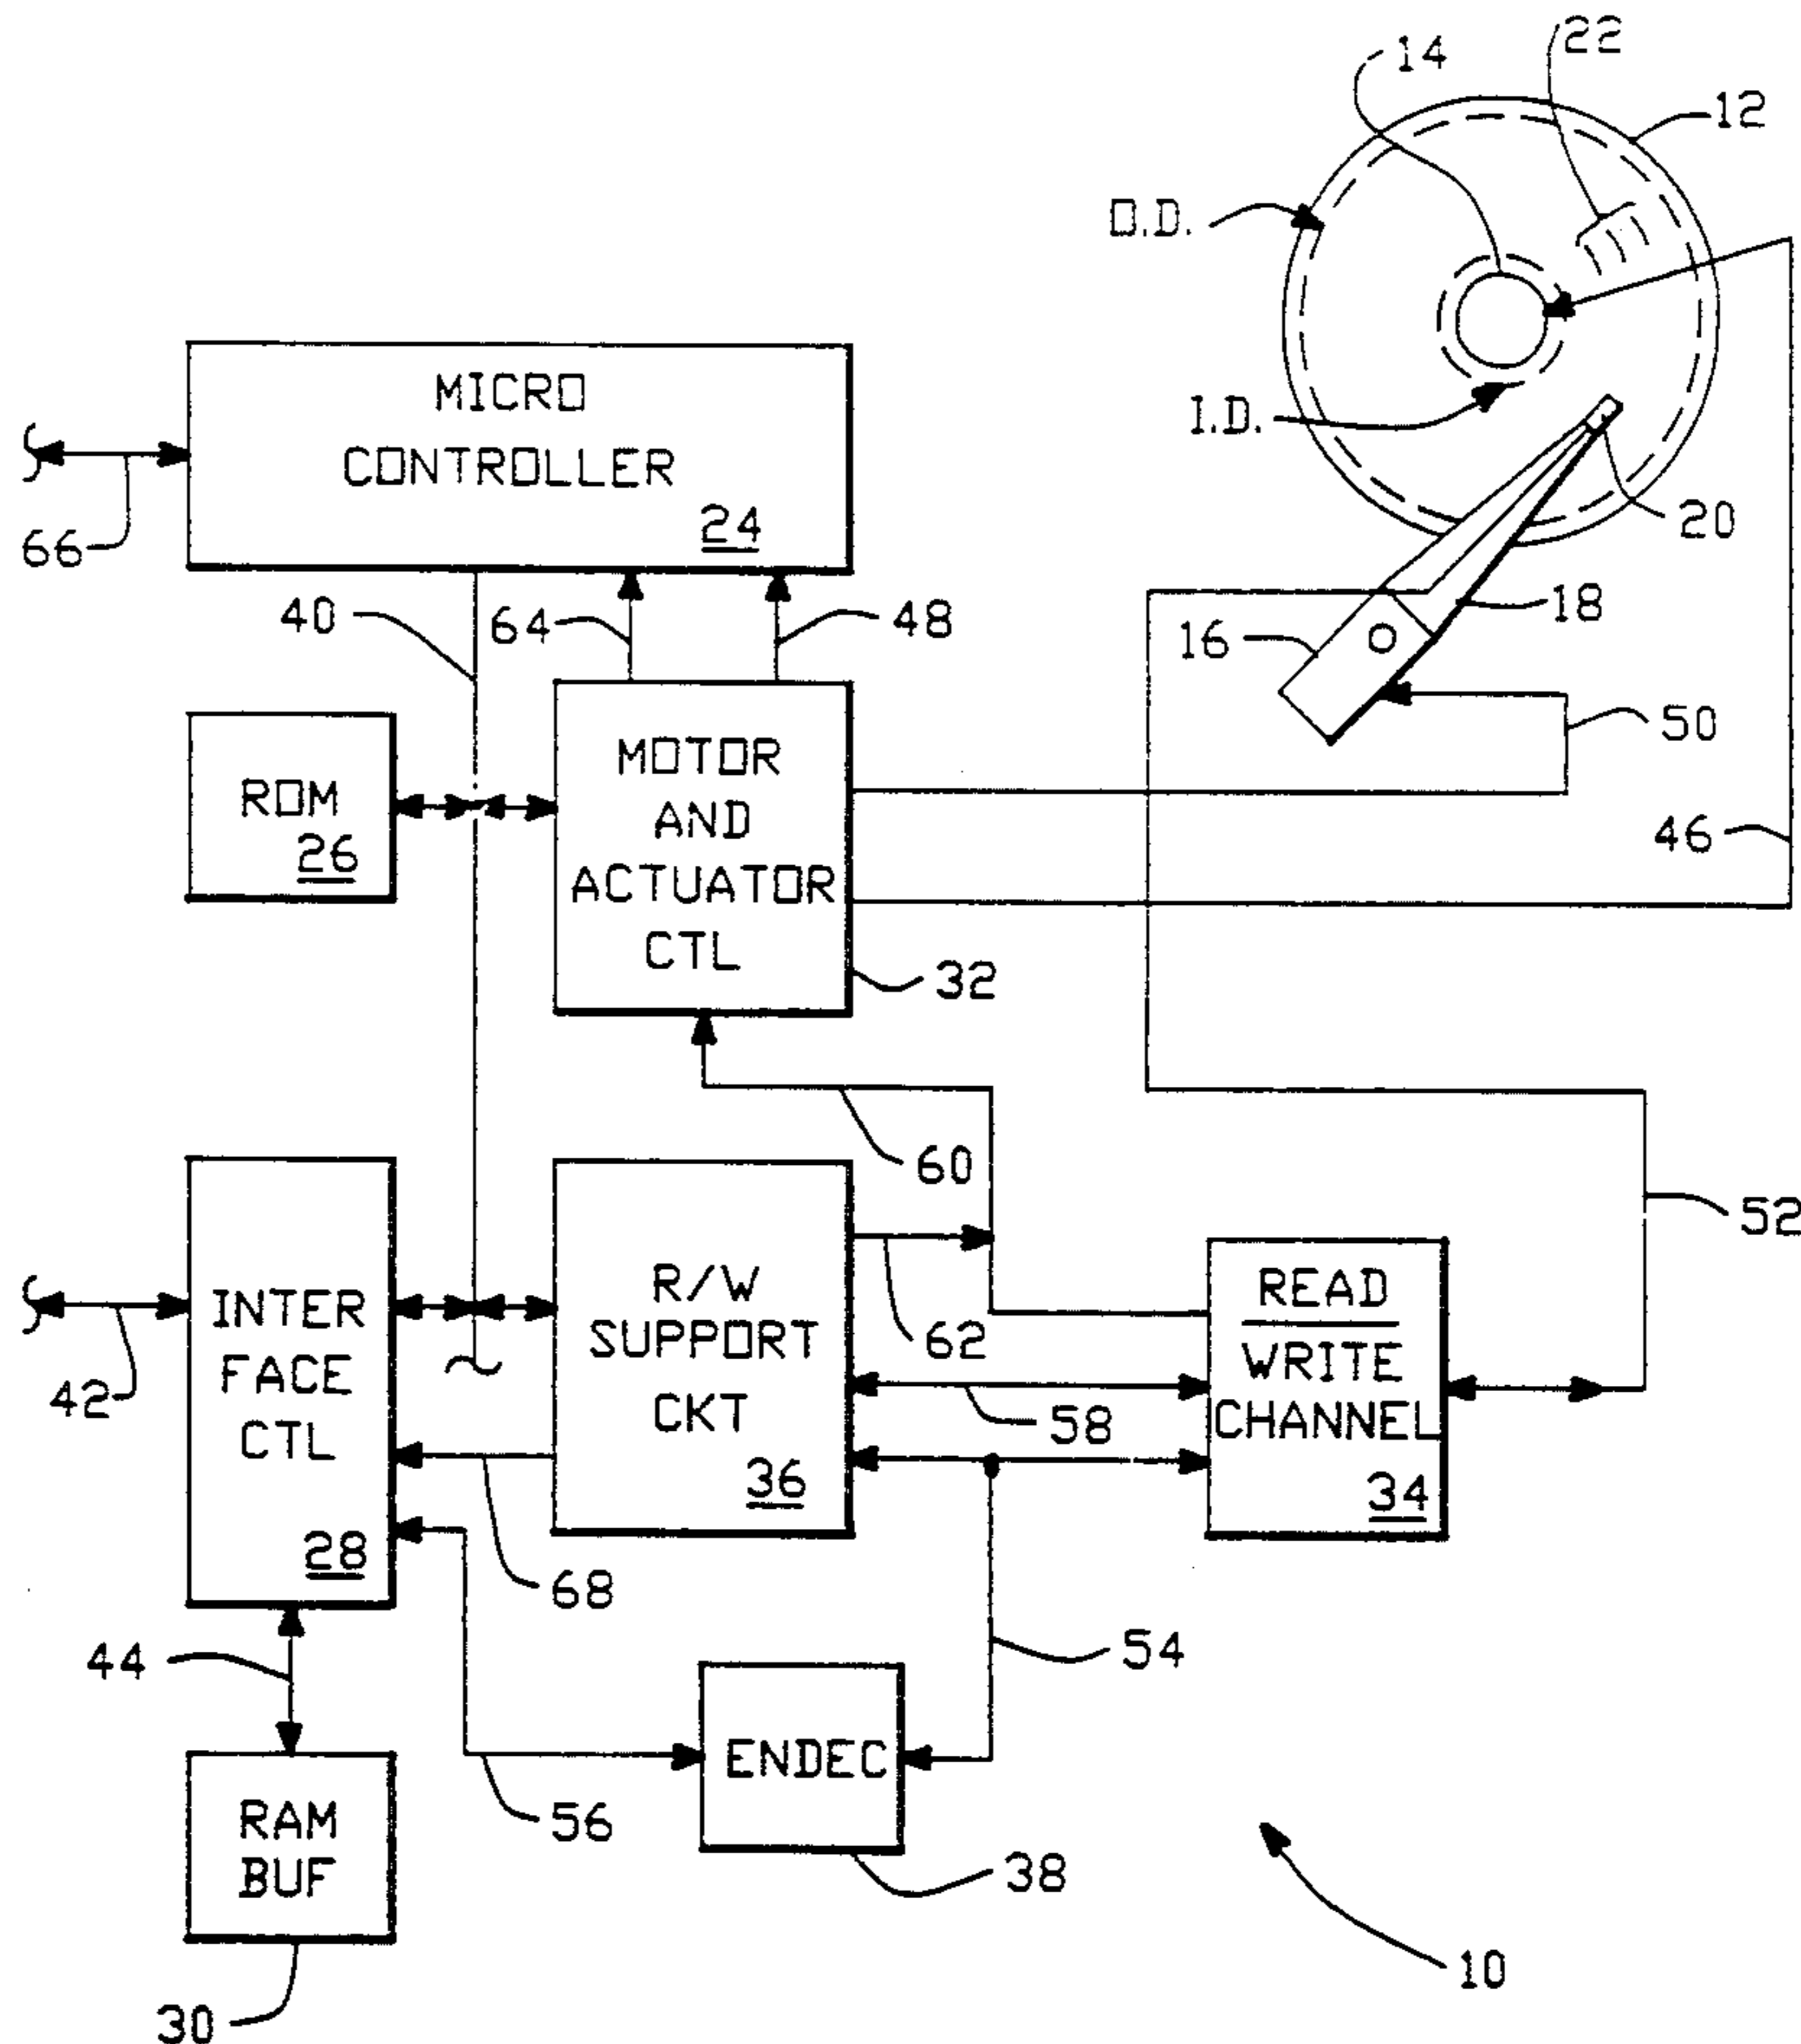 14
22
12
O.D.
I.D.
20
MICRO
CONTROLLER
24
66
40
64
48
16
18
50
ROM
26
MOTOR
AND
ACTUATOR
CTL
32
46
60
52
INTER
FACE
CTL
28
42
R/W
SUPPORT
CKT
36
62
58
READ
WRITE
CHANNEL
34
68
54
44
ENDEC
38
56
RAM
BUF
30
10